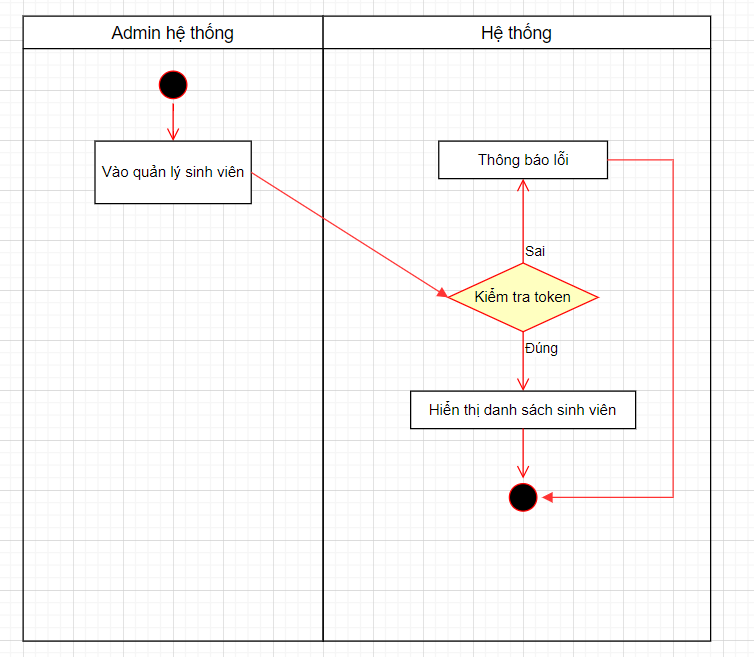 Admin hệ thống
Hệ thống
Vào quản lý sinh viên
Thông báo lỗi
Sai
Kiểm tra token
Đúng
Hiển thị danh sách sinh viên